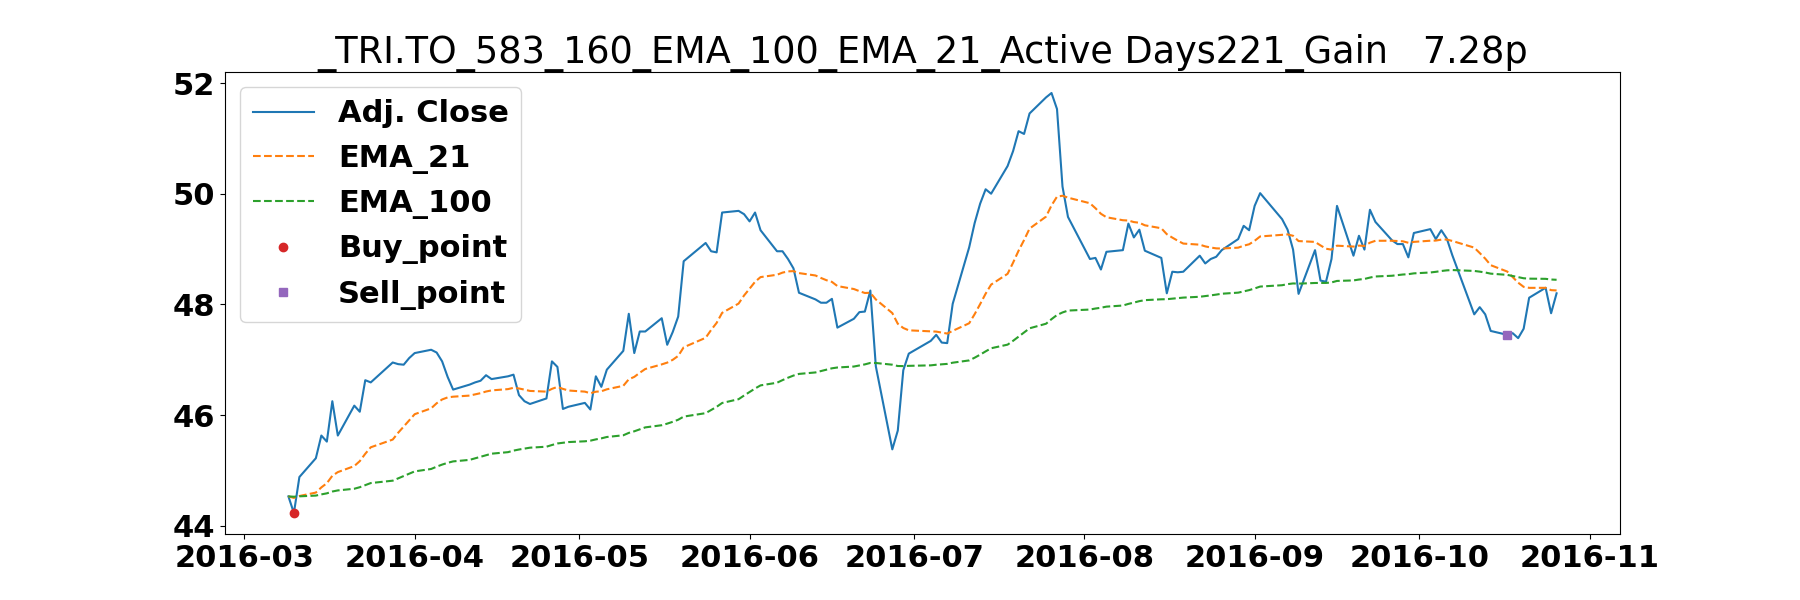 _TRI.TO_583_160_EMA_100_EMA_21_Active Days221_Gain   7.28p
52
50
48
46
44
Adj. Close
EMA_21
EMA_100
Buy_point
Sell_point
2016-03 2016-04 2016-05 2016-06 2016-07 2016-08 2016-09 2016-10 2016-11